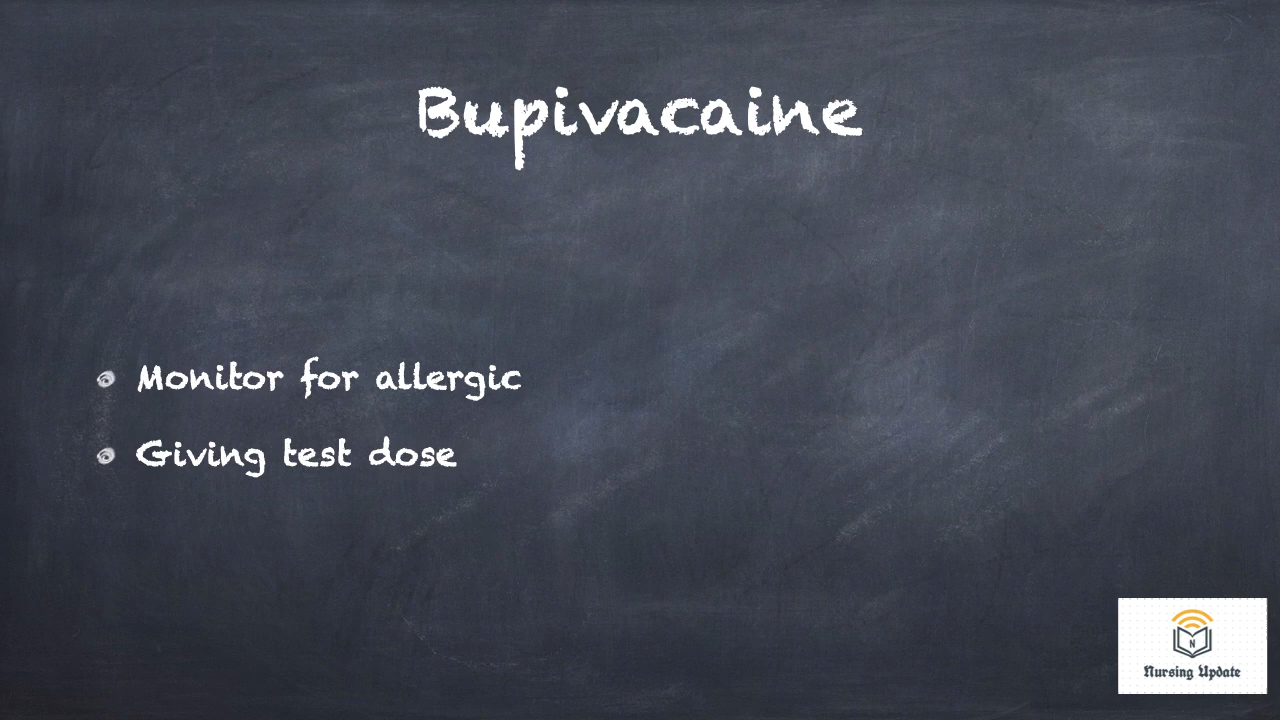 Bupivacaine
Monitor for allergic
Giving test dose
N
Nursing Update